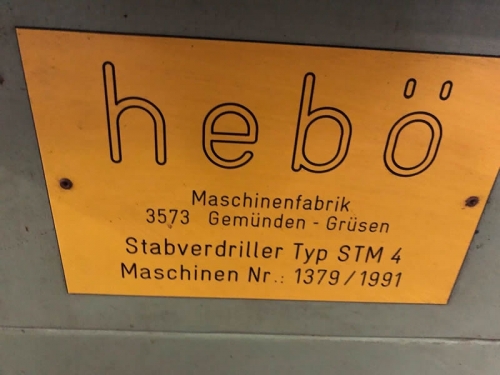 hebö
Maschinenfabrik
3573 Gemünden - Grüsen
Stabverdriller Typ STM 4
Maschinen Nr.: 1379/1991